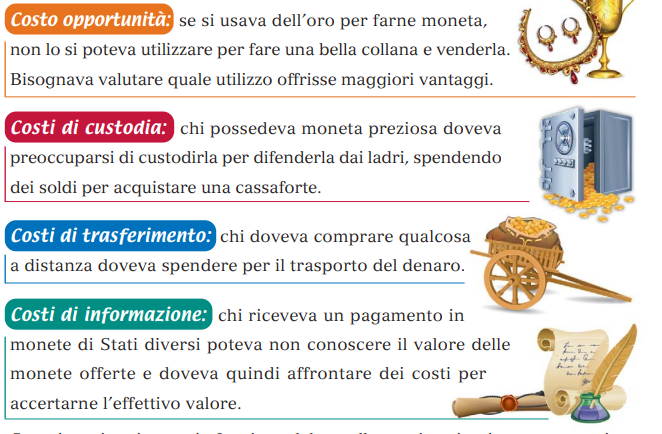 Costo opportunità: se si usava dell'oro per farne moneta,
non lo si poteva utilizzare per fare una bella collana e venderla.
Bisognava valutare quale utilizzo offrisse maggiori vantaggi.
Costi di custodia: chi possedeva moneta preziosa doveva
preoccuparsi di custodirla per difenderla dai ladri, spendendo
dei soldi per acquistare una cassaforte.
Costi di trasferimento: chi doveva comprare qualcosa
a distanza doveva spendere per il trasporto del denaro.
Costi di informazione: chi riceveva un pagamento in
monete di Stati diversi poteva non conoscere il valore delle
monete offerte e doveva quindi affrontare dei costi per
accertarne l'effettivo valore.